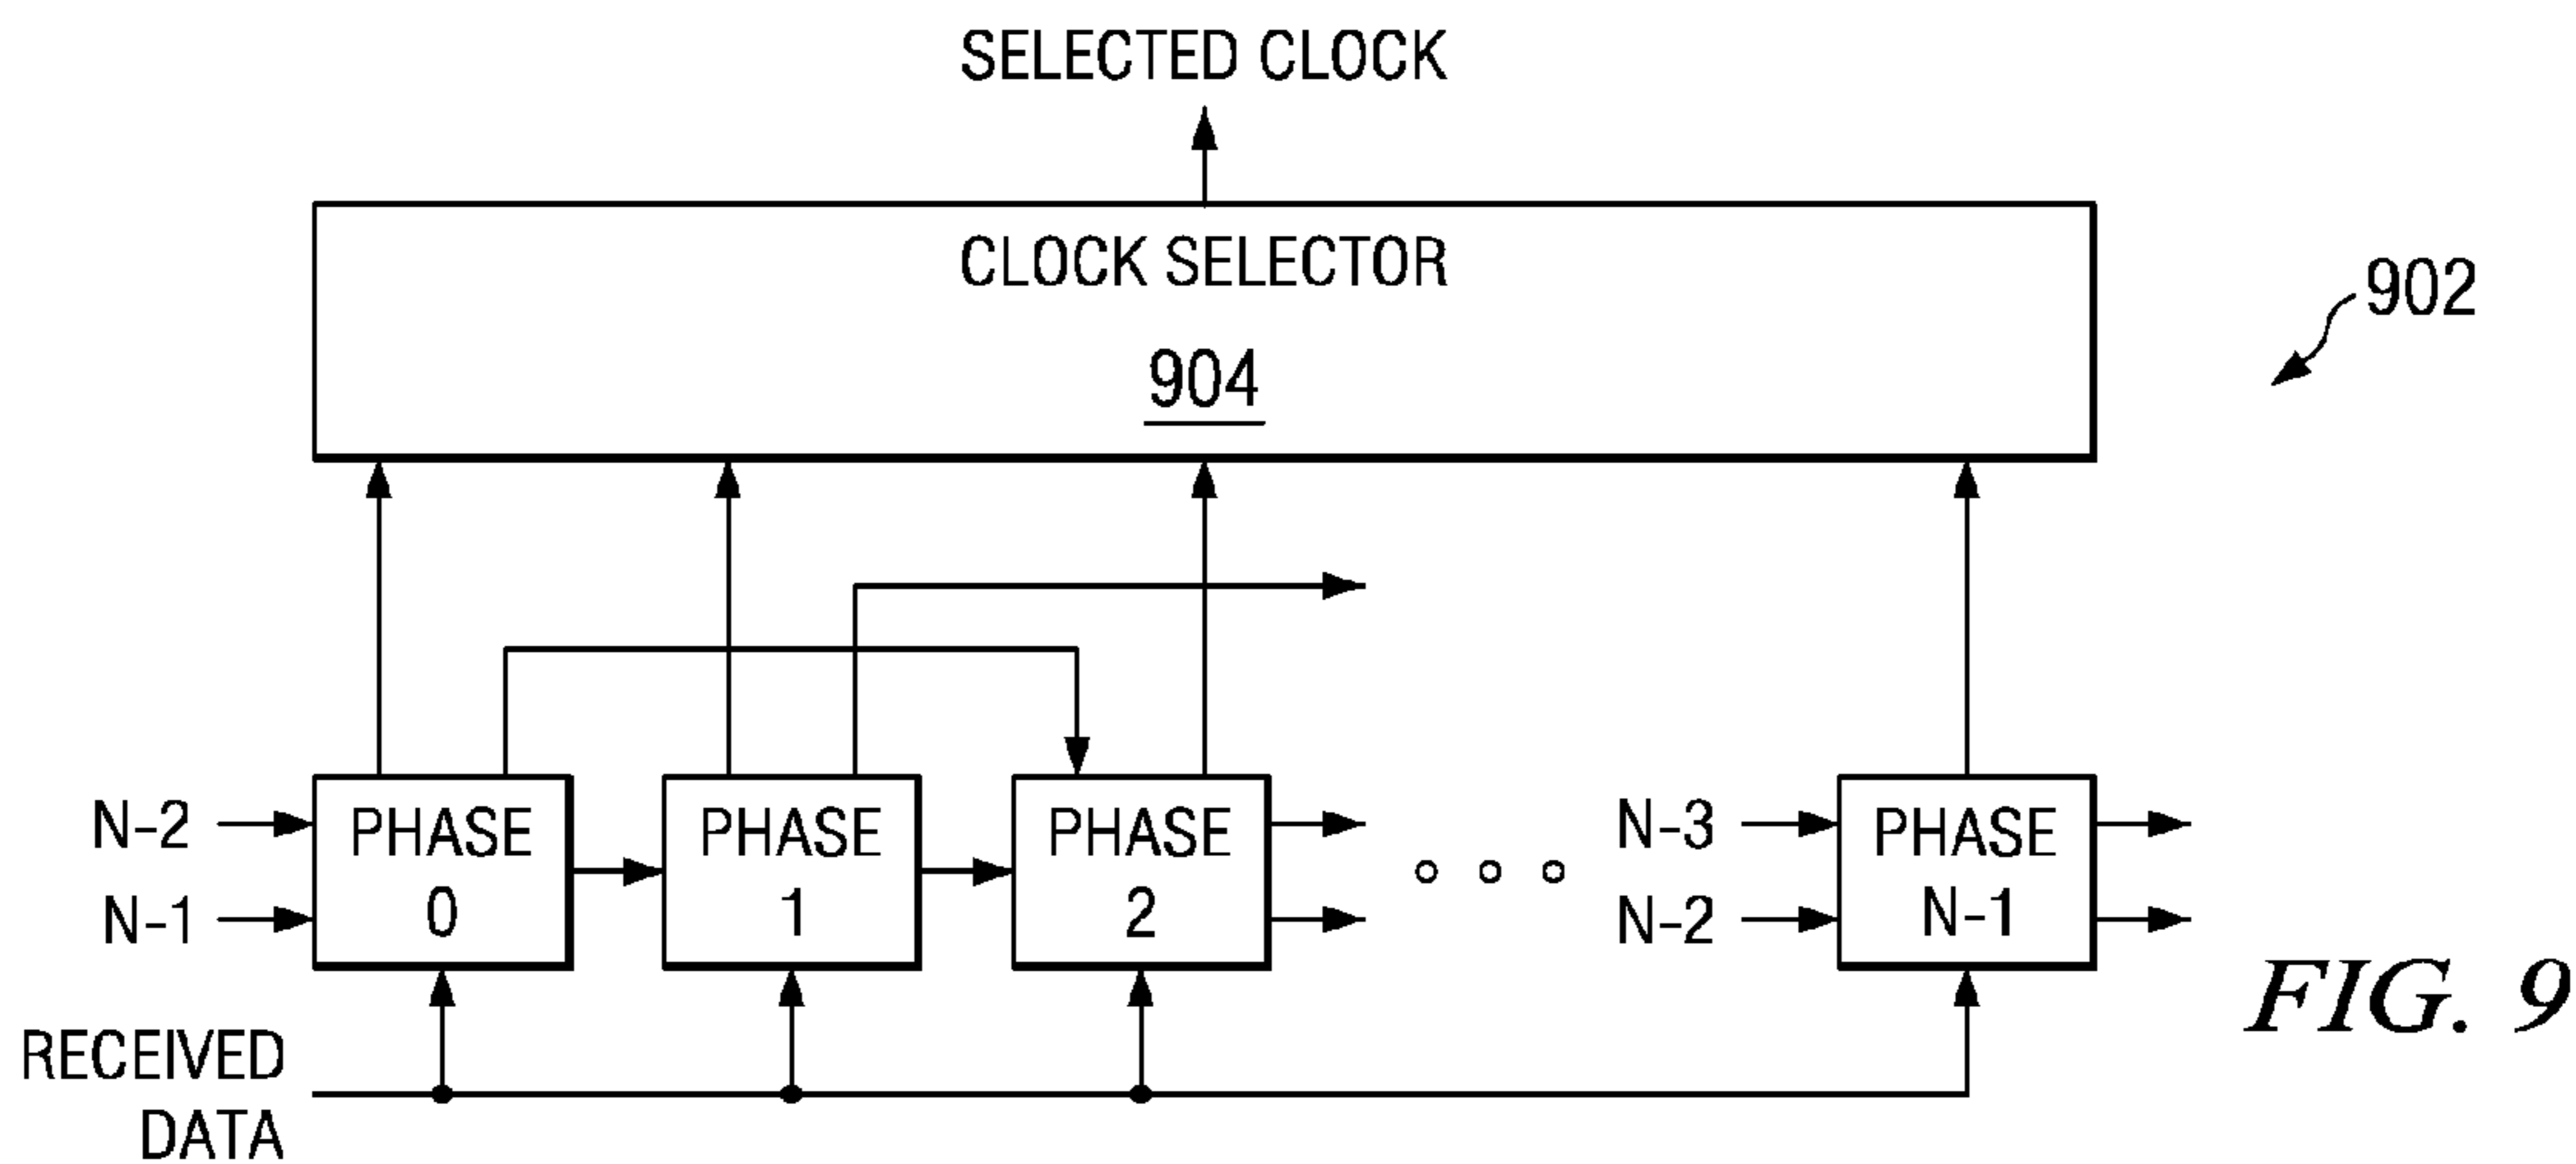 SELECTED CLOCK
CLOCK SELECTOR
904
902
N-2
N-1
PHASE
0
PHASE
1
PHASE
2
N-3
N-2
PHASE
N-1
RECEIVED
DATA
FIG. 9